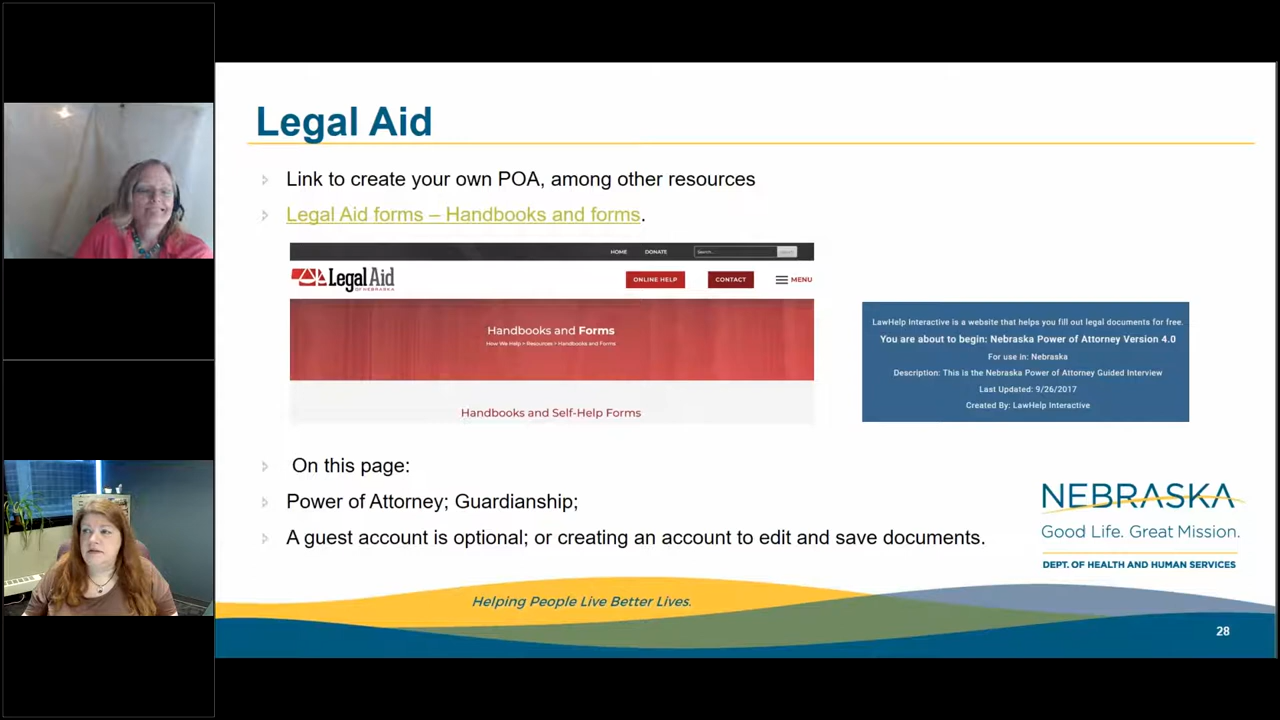 Legal Aid
Link to create your own POA, among other resources
Legal Aid forms – Handbooks and forms.
HOME DONATE Search...
Legal Aid
OF NEBRASKA
ONLINE HELP CONTACT MENU
Handbooks and Forms
How We Help > Resources > Handbooks and Forms
Handbooks and Self-Help Forms
LawHelp Interactive is a website that helps you fill out legal documents for free.
You are about to begin: Nebraska Power of Attorney Version 4.0
For use in: Nebraska
Description: This is the Nebraska Power of Attorney Guided Interview
Last Updated: 9/26/2017
Created By: LawHelp Interactive
On this page:
Power of Attorney; Guardianship;
A guest account is optional; or creating an account to edit and save documents.
NEBRASKA
Good Life. Great Mission.
DEPT. OF HEALTH AND HUMAN SERVICES
Helping People Live Better Lives.
28